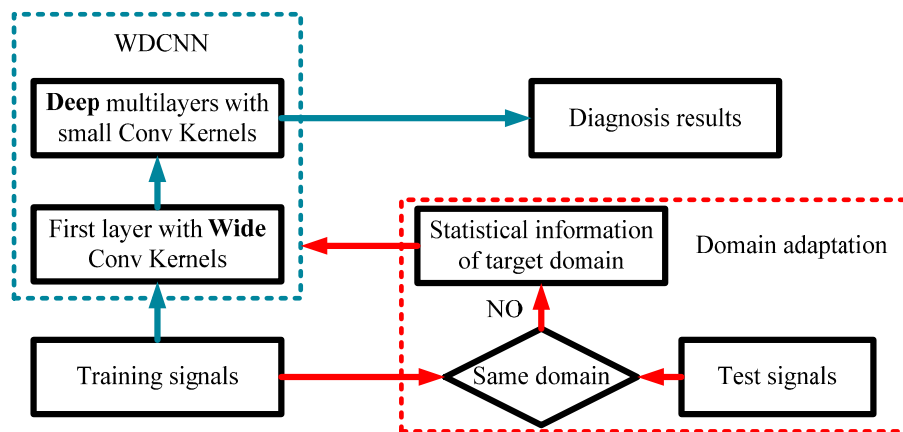 WDCNN
Deep multilayers with
small Conv Kernels
Diagnosis results
First layer with Wide
Conv Kernels
Statistical information
of target domain
Domain adaptation
NO
Training signals
Same domain
Test signals